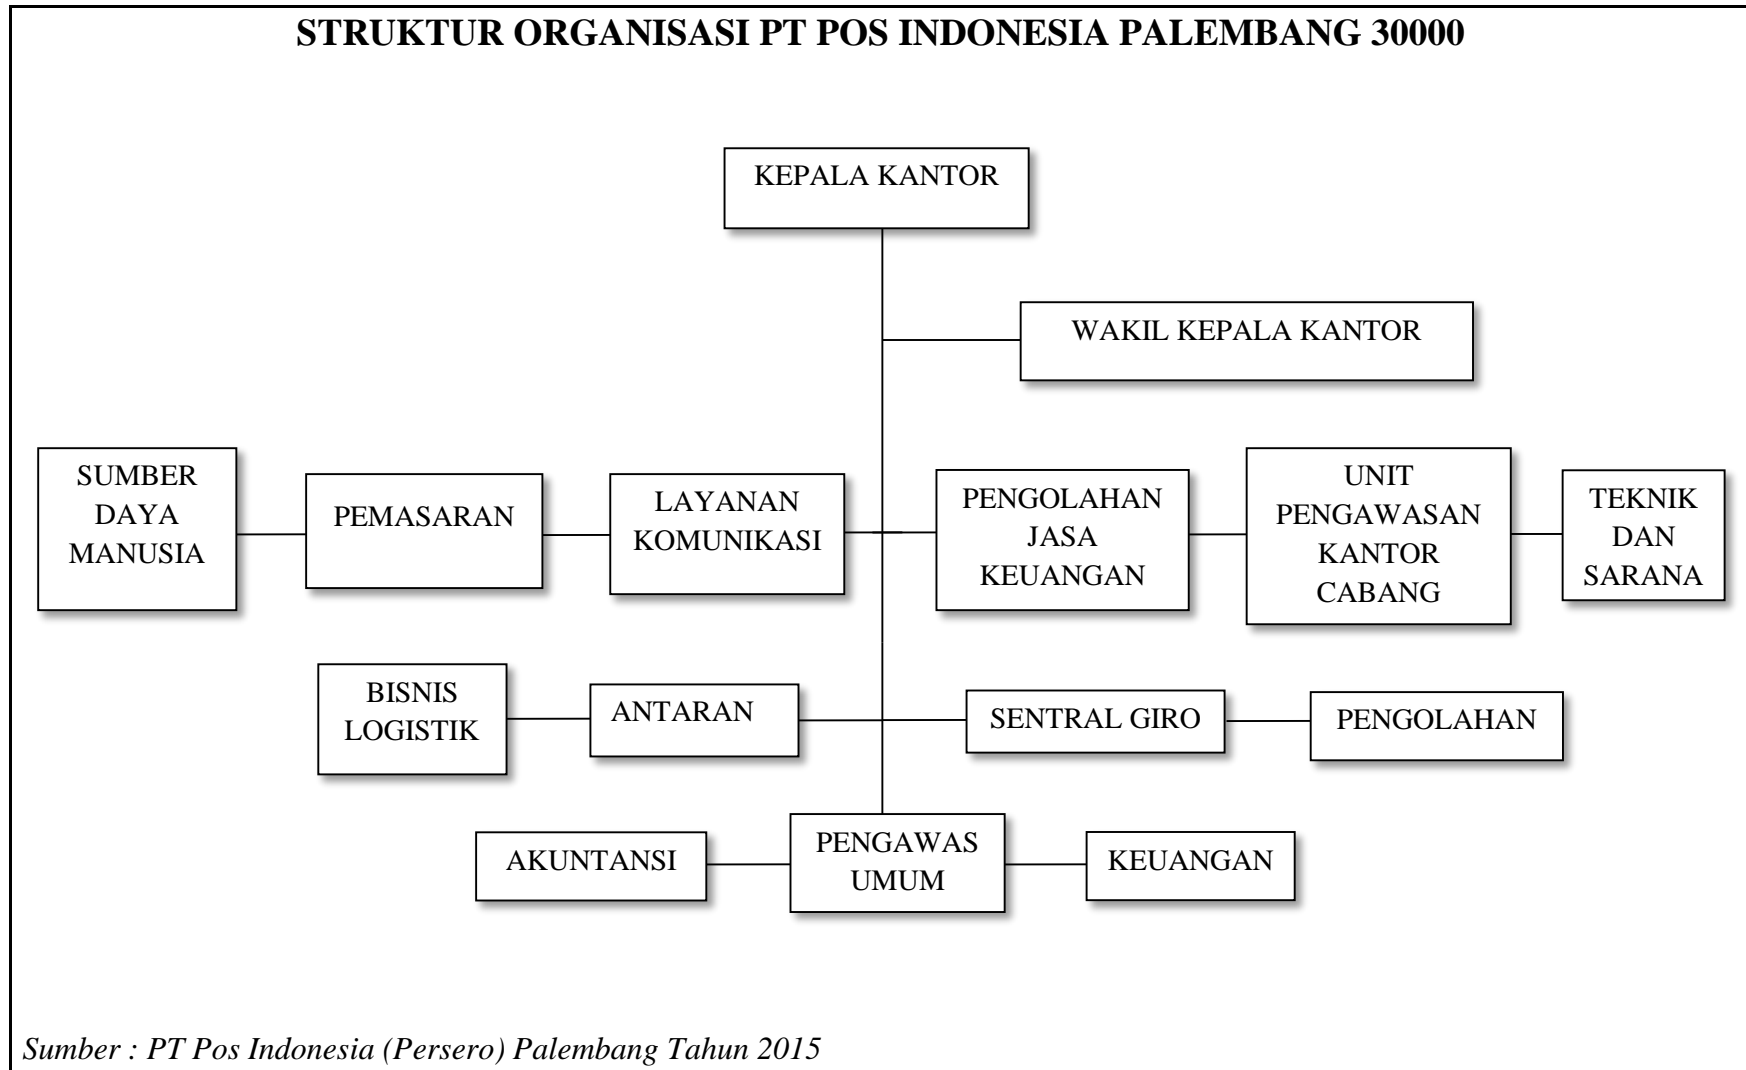 STRUKTUR ORGANISASI PT POS INDONESIA PALEMBANG 30000
KEPALA KANTOR
WAKIL KEPALA KANTOR
SUMBER
DAYA
MANUSIA
PEMASARAN
LAYANAN
KOMUNIKASI
PENGOLAHAN
JASA
KEUANGAN
UNIT
PENGAWASAN
KANTOR
CABANG
TEKNIK
DAN
SARANA
BISNIS
LOGISTIK
ANTARAN
SENTRAL GIRO
PENGOLAHAN
AKUNTANSI
PENGAWAS
UMUM
KEUANGAN
Sumber : PT Pos Indonesia (Persero) Palembang Tahun 2015